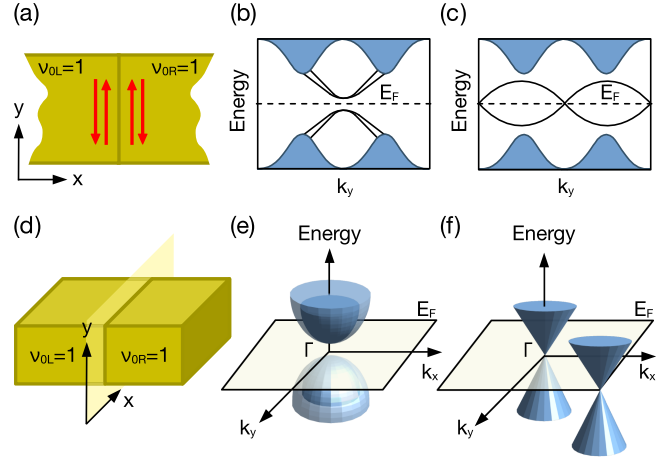 (a)
ν0L=1
ν0R=1
y
x
(b)
Energy
EF
ky
(c)
Energy
EF
ky
(d)
y
ν0L=1
ν0R=1
x
(e)
Energy
EF
Γ
kx
ky
(f)
Energy
EF
Γ
kx
ky